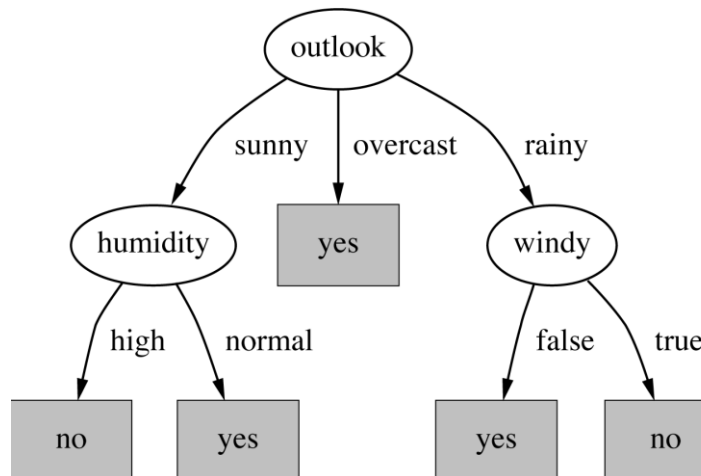 outlook
sunny overcast rainy
humidity yes windy
high normal false true
no yes yes no